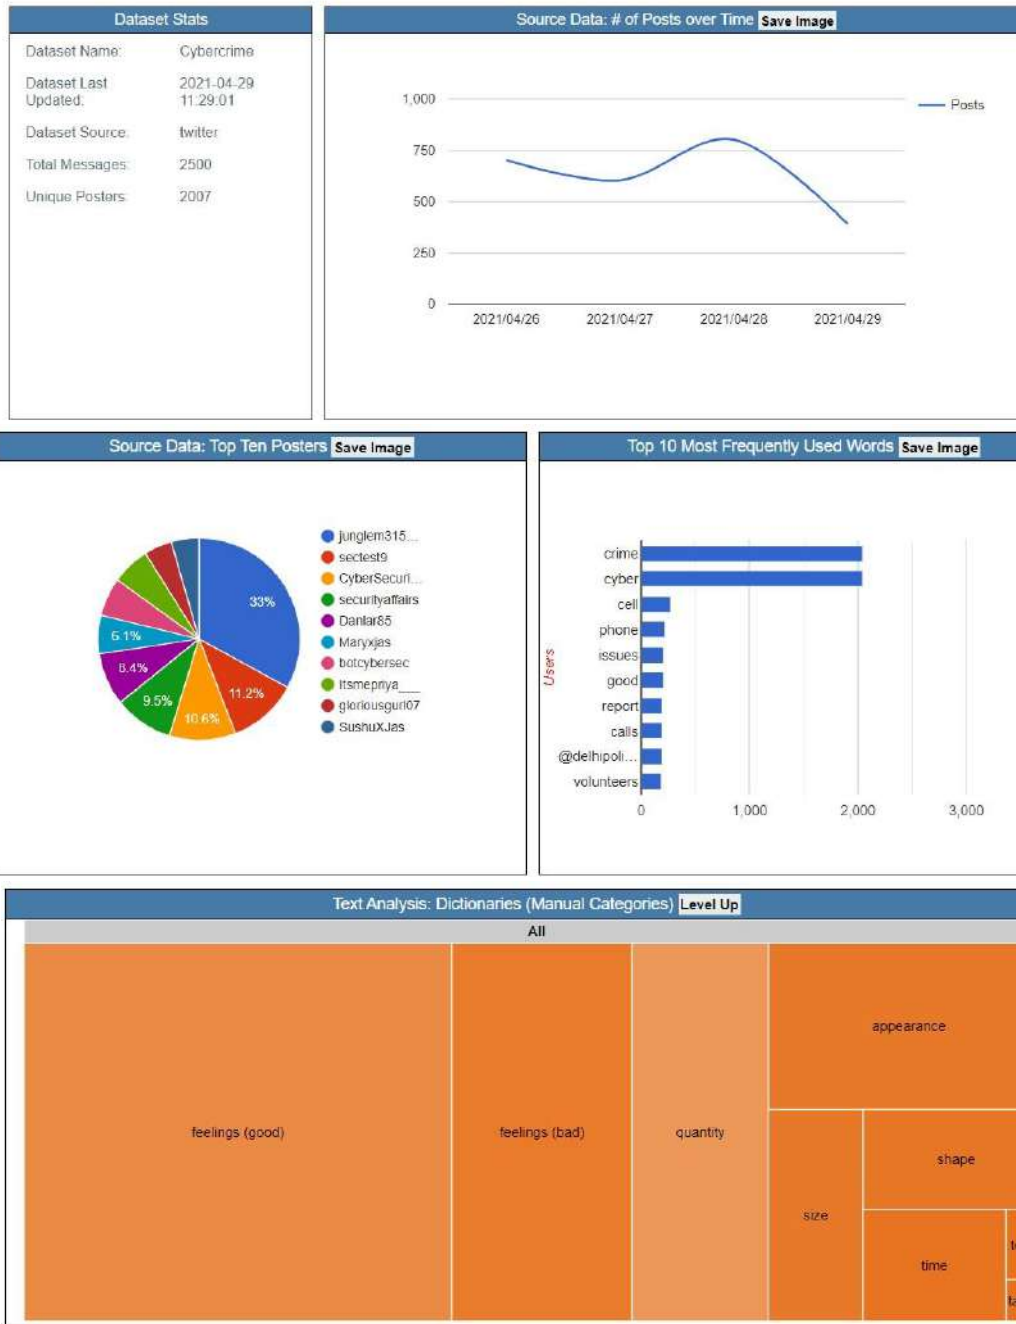 Dataset Stats
Dataset Name: Cybercrime
Dataset Last Updated: 2021-04-29 11:29:01
Dataset Source: twitter
Total Messages: 2500
Unique Posters: 2007
Source Data: # of Posts over Time Save Image
1,000
750
500
250
0
2021/04/26 2021/04/27 2021/04/28 2021/04/29
Posts
Source Data: Top Ten Posters Save Image
33%
11.2%
10.6%
9.5%
8.4%
6.1%
junglem315...
sectest9
CyberSecuri...
securityaffairs
Danlar85
Maryxjas
botcybersec
itsmepriya___
gloriousgurl07
SushuXJas
Top 10 Most Frequently Used Words Save Image
Users
crime
cyber
cell
phone
issues
good
report
calls
@delhipoli...
volunteers
0 1,000 2,000 3,000
Text Analysis: Dictionaries (Manual Categories) Level Up
All
feelings (good)
feelings (bad)
quantity
appearance
size
shape
time